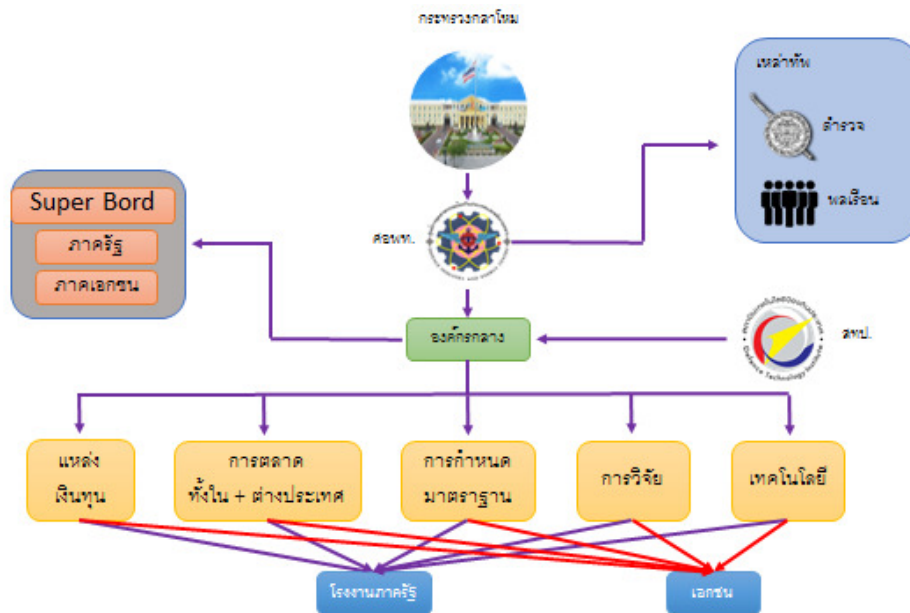 กระทรวงกลาโหม
เหล่าทัพ
ตำรวจ
พลเรือน
Super Bord
ภาครัฐ
ภาคเอกชน
ศอพท.
องค์กรกลาง
สทป.
Defence Technology Institute
แหล่ง
เงินทุน
การตลาด
ทั้งใน + ต่างประเทศ
การกำหนด
มาตราฐาน
การวิจัย
เทคโนโลยี
โรงงานภาครัฐ
เอกชน